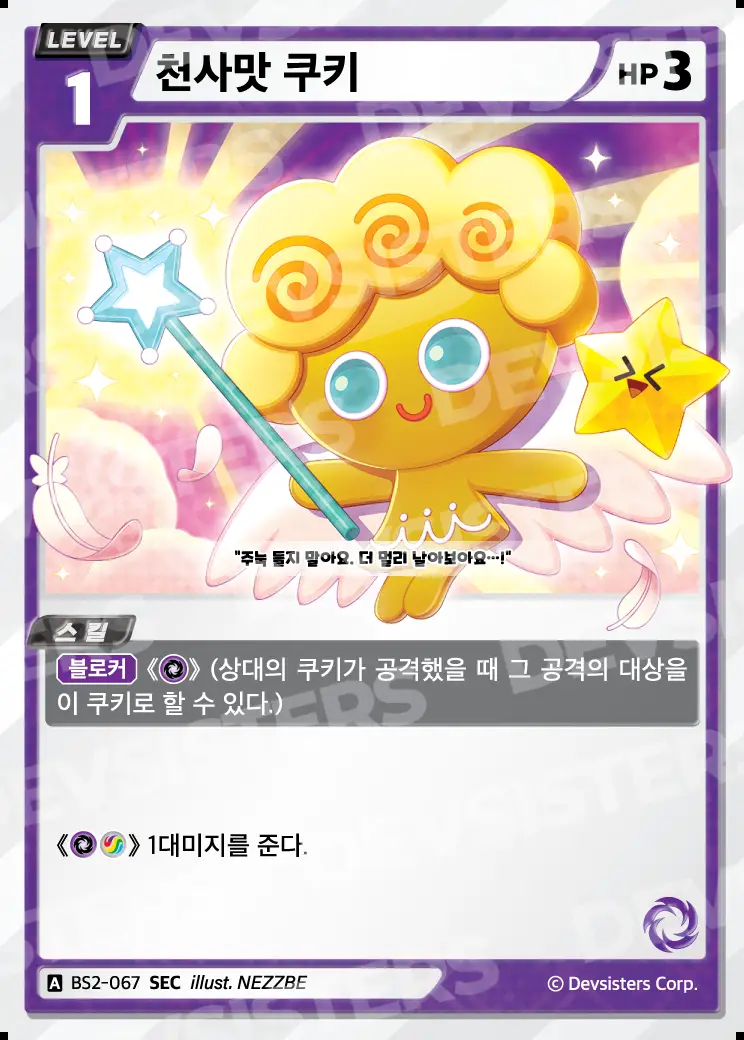 LEVEL
1
천사맛 쿠키
HP 3
"주눅 들지 말아요. 더 멀리 날아보아요…!"
스킬
블로커 《》 (상대의 쿠키가 공격했을 때 그 공격의 대상을
이 쿠키로 할 수 있다.)
《》 1대미지를 준다.
A BS2-067 SEC illust. NEZZBE
© Devsisters Corp.
DEVSISTERS